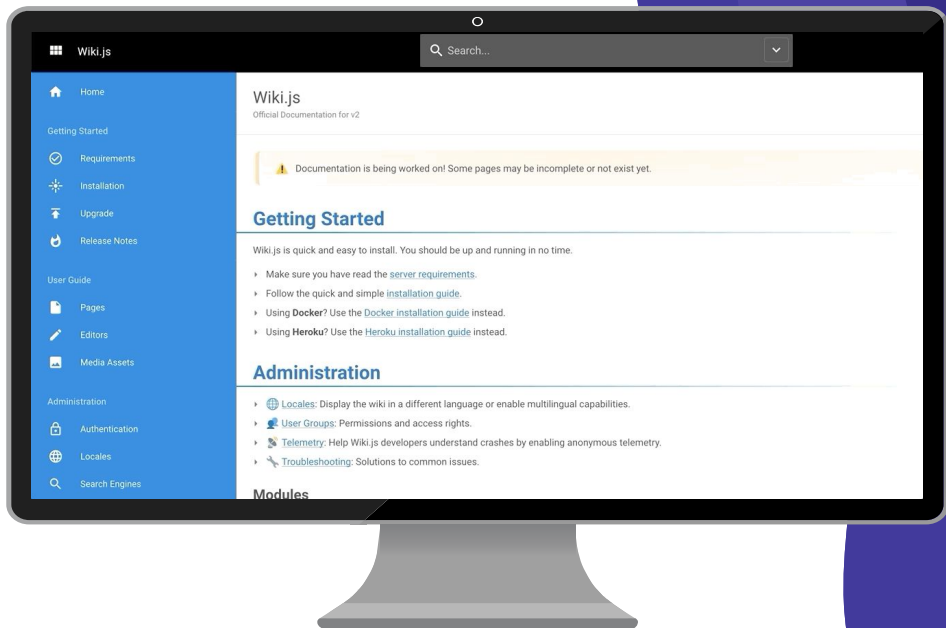 Wiki.js
Search...
Home
Getting Started
Requirements
Installation
Upgrade
Release Notes
User Guide
Pages
Editors
Media Assets
Administration
Authentication
Locales
Search Engines
Wiki.js
Official Documentation for v2
Documentation is being worked on! Some pages may be incomplete or not exist yet.
Getting Started
Wiki.js is quick and easy to install. You should be up and running in no time.
Make sure you have read the server requirements.
Follow the quick and simple installation guide.
Using Docker? Use the Docker installation guide instead.
Using Heroku? Use the Heroku installation guide instead.
Administration
Locales: Display the wiki in a different language or enable multilingual capabilities.
User Groups: Permissions and access rights.
Telemetry: Help Wiki.js developers understand crashes by enabling anonymous telemetry.
Troubleshooting: Solutions to common issues.
Modules